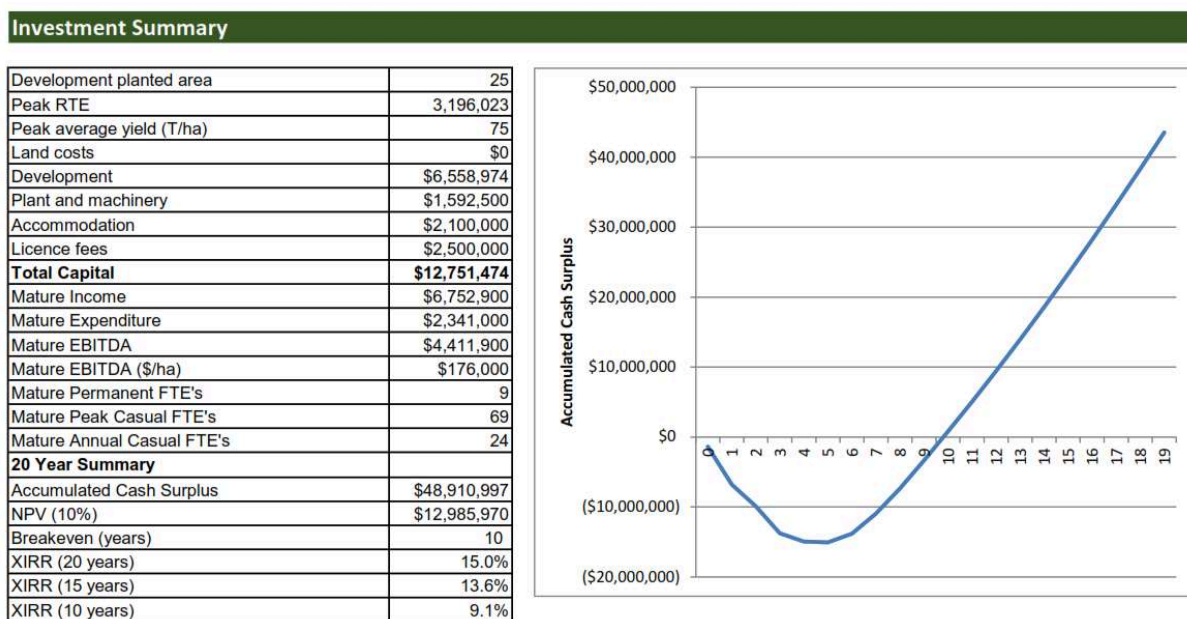 Investment Summary
Development planted area 25
Peak RTE 3,196,023
Peak average yield (T/ha) 75
Land costs $0
Development $6,558,974
Plant and machinery $1,592,500
Accommodation $2,100,000
Licence fees $2,500,000
Total Capital $12,751,474
Mature Income $6,752,900
Mature Expenditure $2,341,000
Mature EBITDA $4,411,900
Mature EBITDA ($/ha) $176,000
Mature Permanent FTE's 9
Mature Peak Casual FTE's 69
Mature Annual Casual FTE's 24
20 Year Summary
Accumulated Cash Surplus $48,910,997
NPV (10%) $12,985,970
Breakeven (years) 10
XIRR (20 years) 15.0%
XIRR (15 years) 13.6%
XIRR (10 years) 9.1%
Accumulated Cash Surplus
$50,000,000
$40,000,000
$30,000,000
$20,000,000
$10,000,000
$0
($10,000,000)
($20,000,000)
0 1 2 3 4 5 6 7 8 9 10 11 12 13 14 15 16 17 18 19